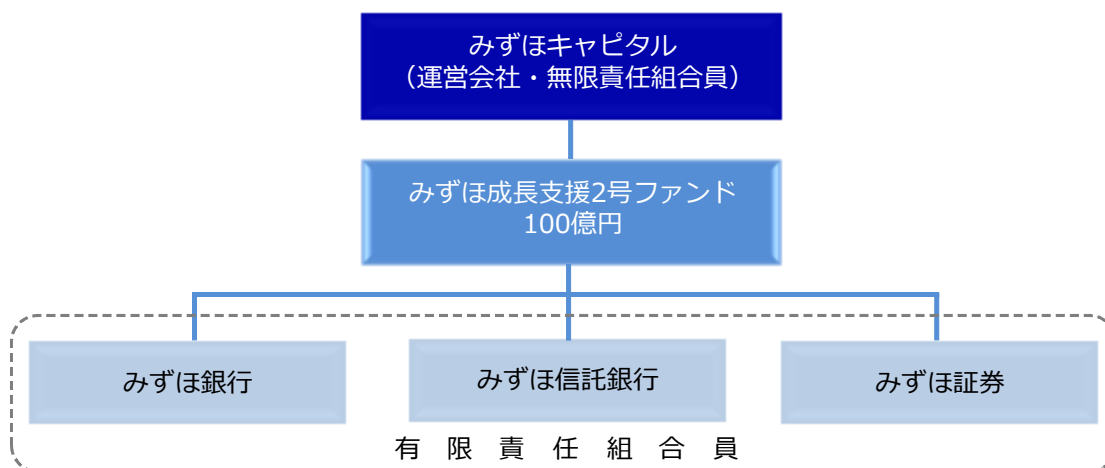 みずほキャピタル
（運営会社・無限責任組合員）
みずほ成長支援2号ファンド
100億円
みずほ銀行
みずほ信託銀行
みずほ証券
有限責任組合員